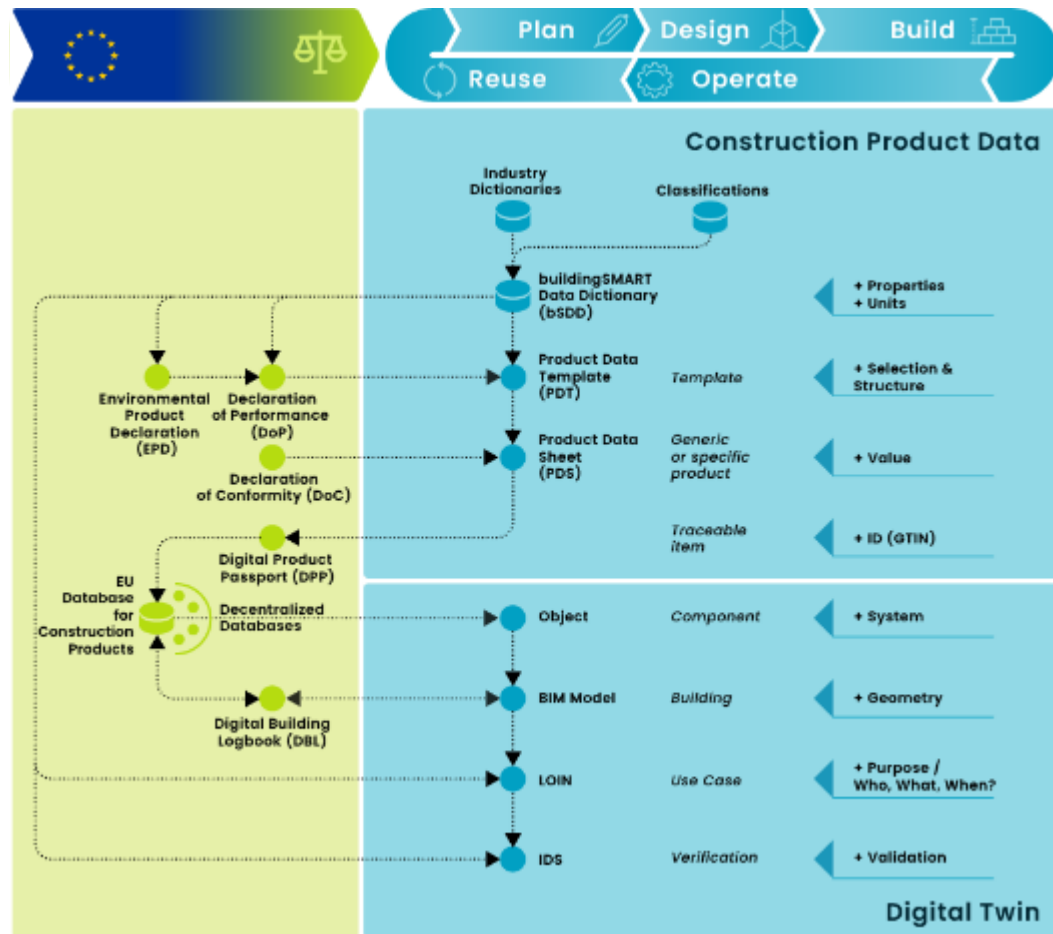 Plan
Design
Build
Reuse
Operate
Construction Product Data
Industry
Dictionaries
Classifications
buildingSMART
Data Dictionary
(bSDD)
+ Properties
+ Units
Environmental
Product
Declaration
(EPD)
Declaration
of Performance
(DoP)
Product Data
Template
(PDT)
Template
+ Selection &
Structure
Declaration
of Conformity (DoC)
Product Data
Sheet
(PDS)
Generic
or specific
product
+ Value
Digital Product
Passport (DPP)
Traceable
item
+ ID (GTIN)
EU
Database
for
Construction
Products
Decentralized
Databases
Object
Component
+ System
Digital Building
Logbook (DBL)
BIM Model
Building
+ Geometry
LOIN
Use Case
+ Purpose /
Who, What, When?
IDS
Verification
+ Validation
Digital Twin